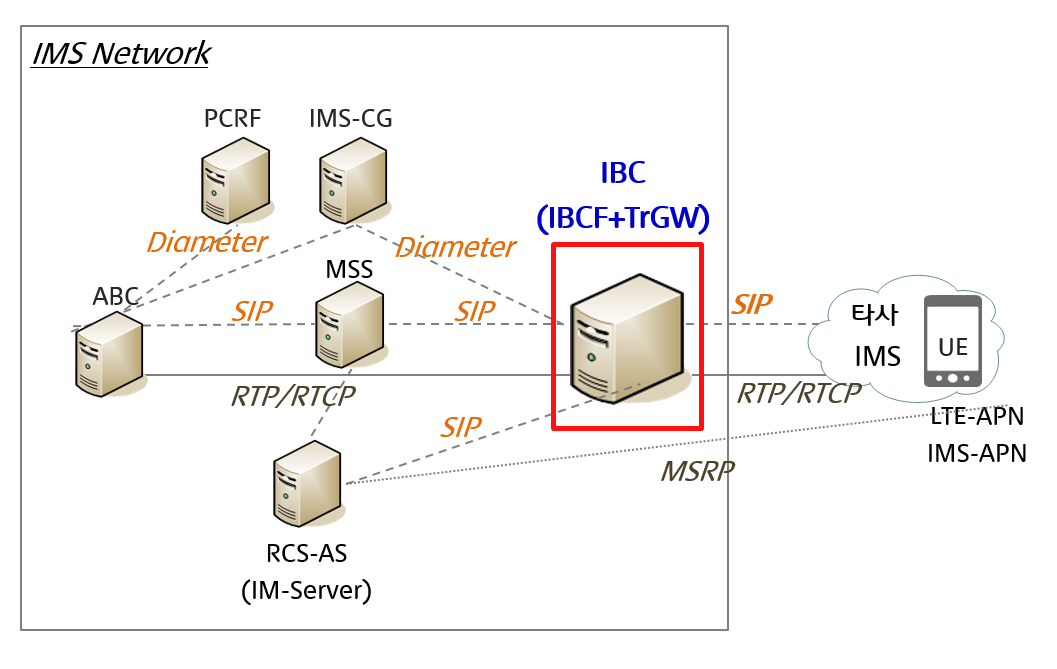 IMS Network
PCRF
IMS-CG
IBC
(IBCF+TrGW)
Diameter
Diameter
MSS
ABC
SIP
SIP
SIP
타사
IMS
UE
RTP/RTCP
RTP/RTCP
LTE-APN
IMS-APN
SIP
MSRP
RCS-AS
(IM-Server)